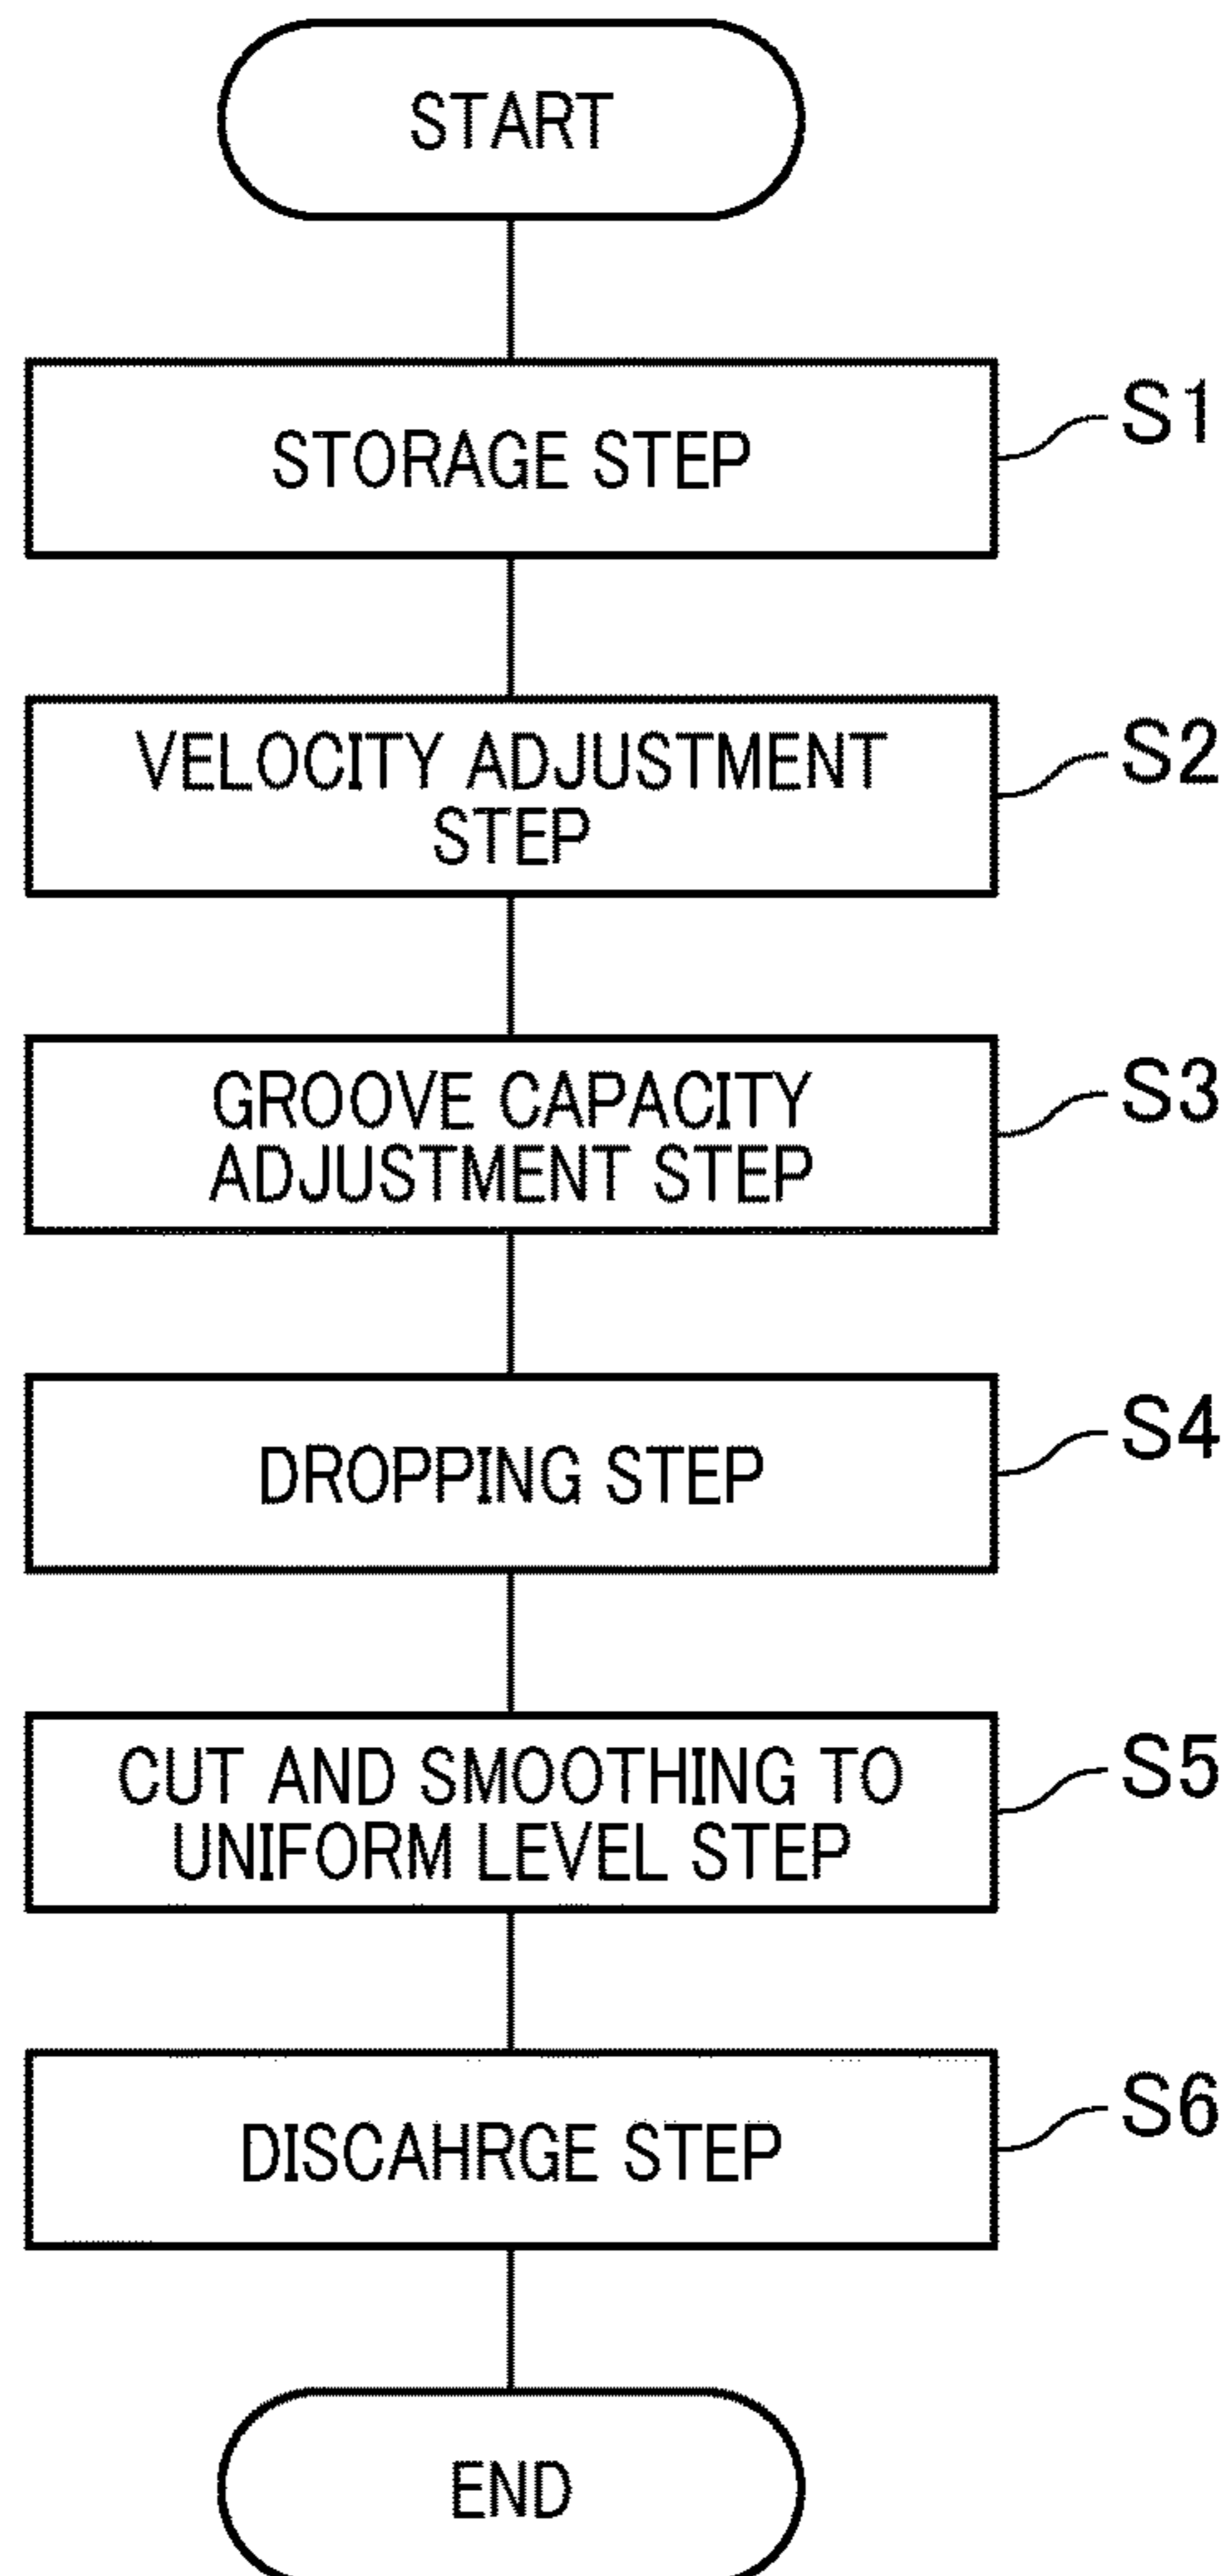 START
STORAGE STEP
S1
VELOCITY ADJUSTMENT
STEP
S2
GROOVE CAPACITY
ADJUSTMENT STEP
S3
DROPPING STEP
S4
CUT AND SMOOTHING TO
UNIFORM LEVEL STEP
S5
DISCAHRGE STEP
S6
END